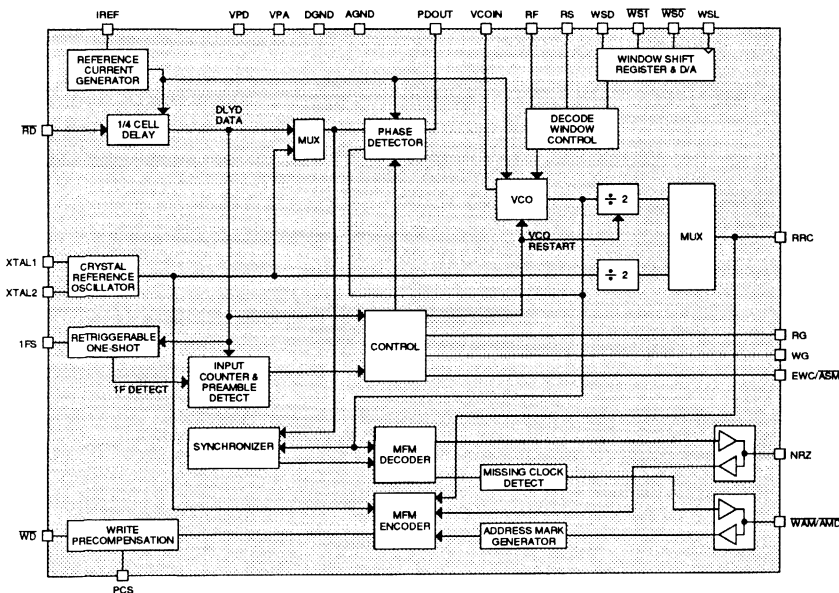 IREF VPD VPA DGND AGND PDOUT VCOIN RF RS WSD WS1 WS0 WSL
REFERENCE
CURRENT
GENERATOR
WINDOW SHIFT
REGISTER & D/A
RD
1/4 CELL
DELAY
DLYD
DATA
MUX
PHASE
DETECTOR
DECODE
WINDOW
CONTROL
VCO
÷ 2
MUX
RRC
VCO
RESTART
XTAL1
XTAL2
CRYSTAL
REFERENCE
OSCILLATOR
÷ 2
1FS
RETRIGGERABLE
ONE-SHOT
1F DETECT
INPUT
COUNTER &
PREAMBLE
DETECT
CONTROL
RG
WG
EWC/ASM
SYNCHRONIZER
MFM
DECODER
MISSING CLOCK
DETECT
NRZ
MFM
ENCODER
ADDRESS MARK
GENERATOR
WAM/AMD
WD
WRITE
PRECOMPENSATION
PCS